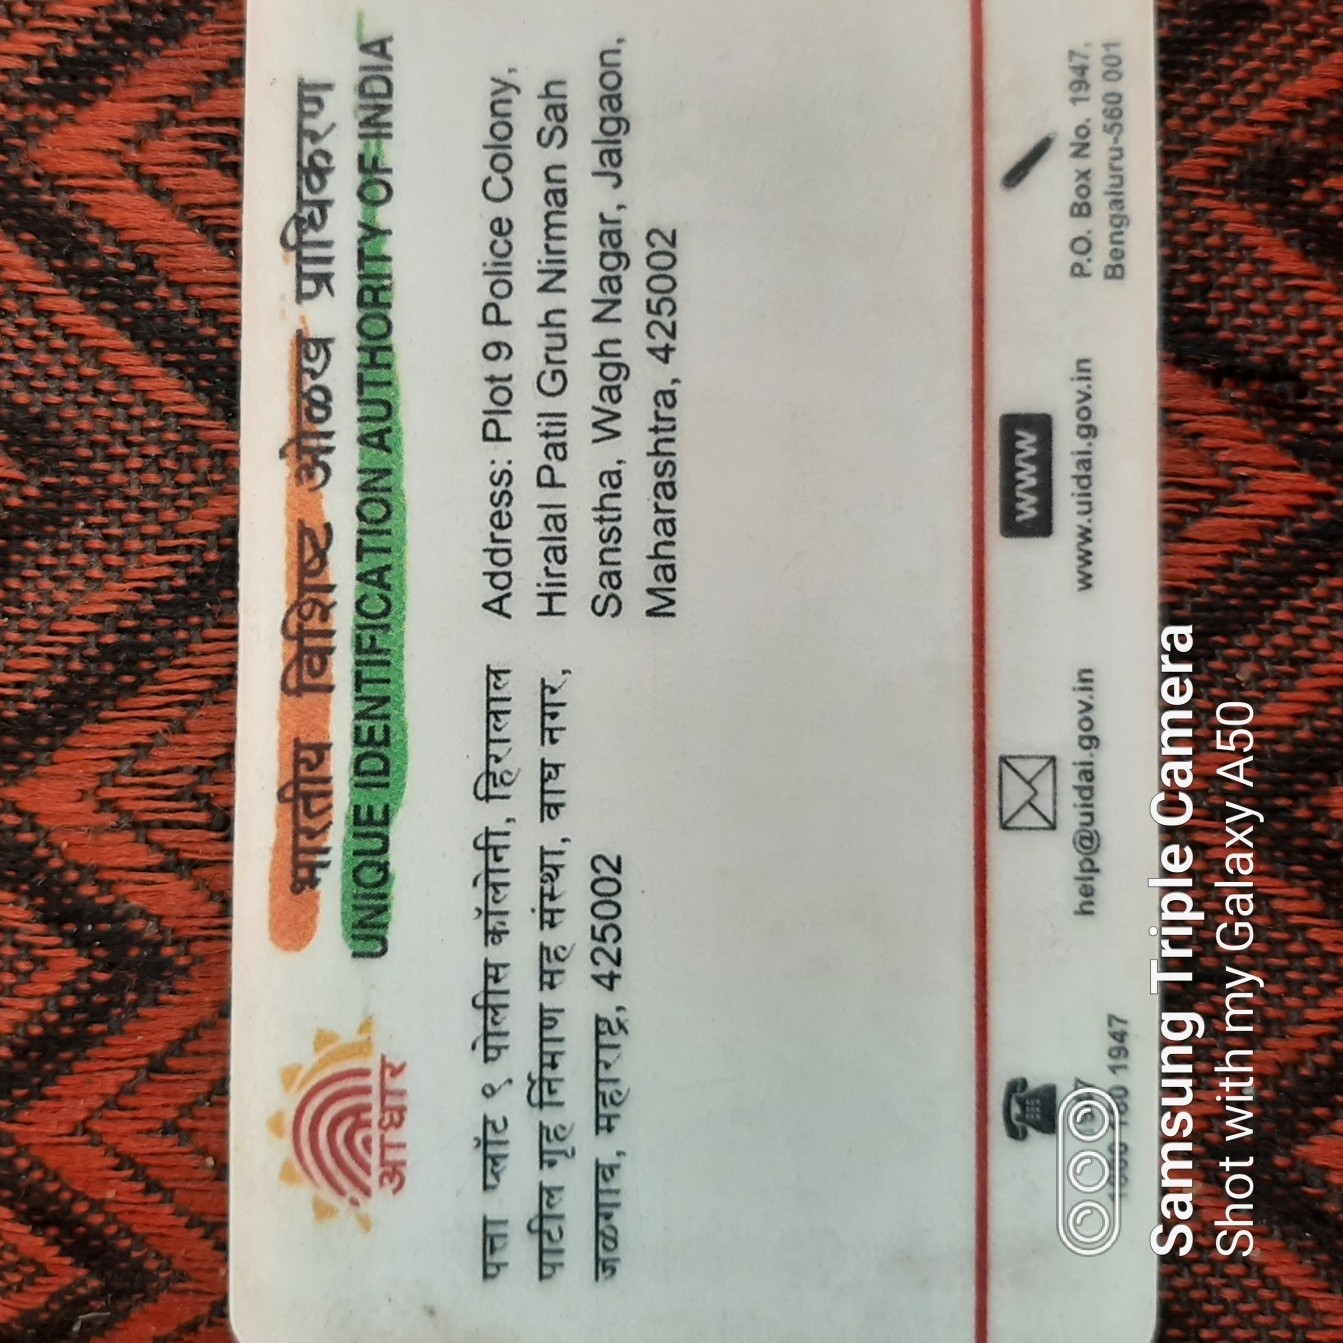 भारतीय विशिष्ट ओळख प्राधिकरण
UNIQUE IDENTIFICATION AUTHORITY OF INDIA
आधार
पत्ता प्लॉट ९ पोलीस कॉलोनी, हिरालाल
पाटील गृह र्निमाण सह संस्था, वाघ नगर,
जळगाव, महाराष्ट्र, 425002
Address: Plot 9 Police Colony,
Hiralal Patil Gruh Nirman Sah
Sanstha, Wagh Nagar, Jalgaon,
Maharashtra, 425002
1947
help@uidai.gov.in
www
www.uidai.gov.in
P.O. Box No. 1947,
Bengaluru-560 001
Samsung Triple Camera
Shot with my Galaxy A50